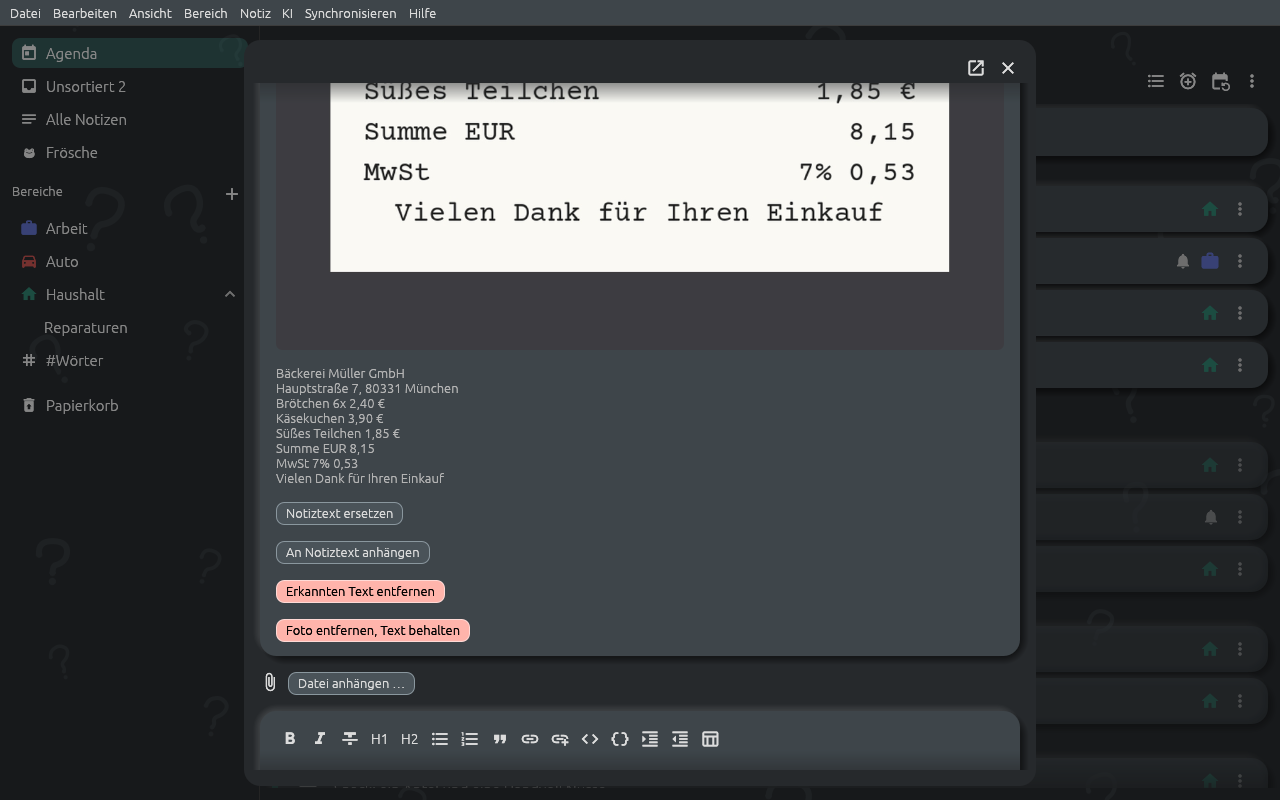 Datei Bearbeiten Ansicht Bereich Notiz KI Synchronisieren Hilfe
Agenda
Unsortiert 2
Alle Notizen
Frösche
Bereiche
Arbeit
Auto
Haushalt
Reparaturen
#Wörter
Papierkorb
Süßes Teilchen 1,85 €
Summe EUR 8,15
MwSt 7% 0,53
Vielen Dank für Ihren Einkauf
Bäckerei Müller GmbH
Hauptstraße 7, 80331 München
Brötchen 6x 2,40 €
Käsekuchen 3,90 €
Süßes Teilchen 1,85 €
Summe EUR 8,15
MwSt 7% 0,53
Vielen Dank für Ihren Einkauf
Notiztext ersetzen
An Notiztext anhängen
Erkannten Text entfernen
Foto entfernen, Text behalten
Datei anhängen …
B I H1 H2